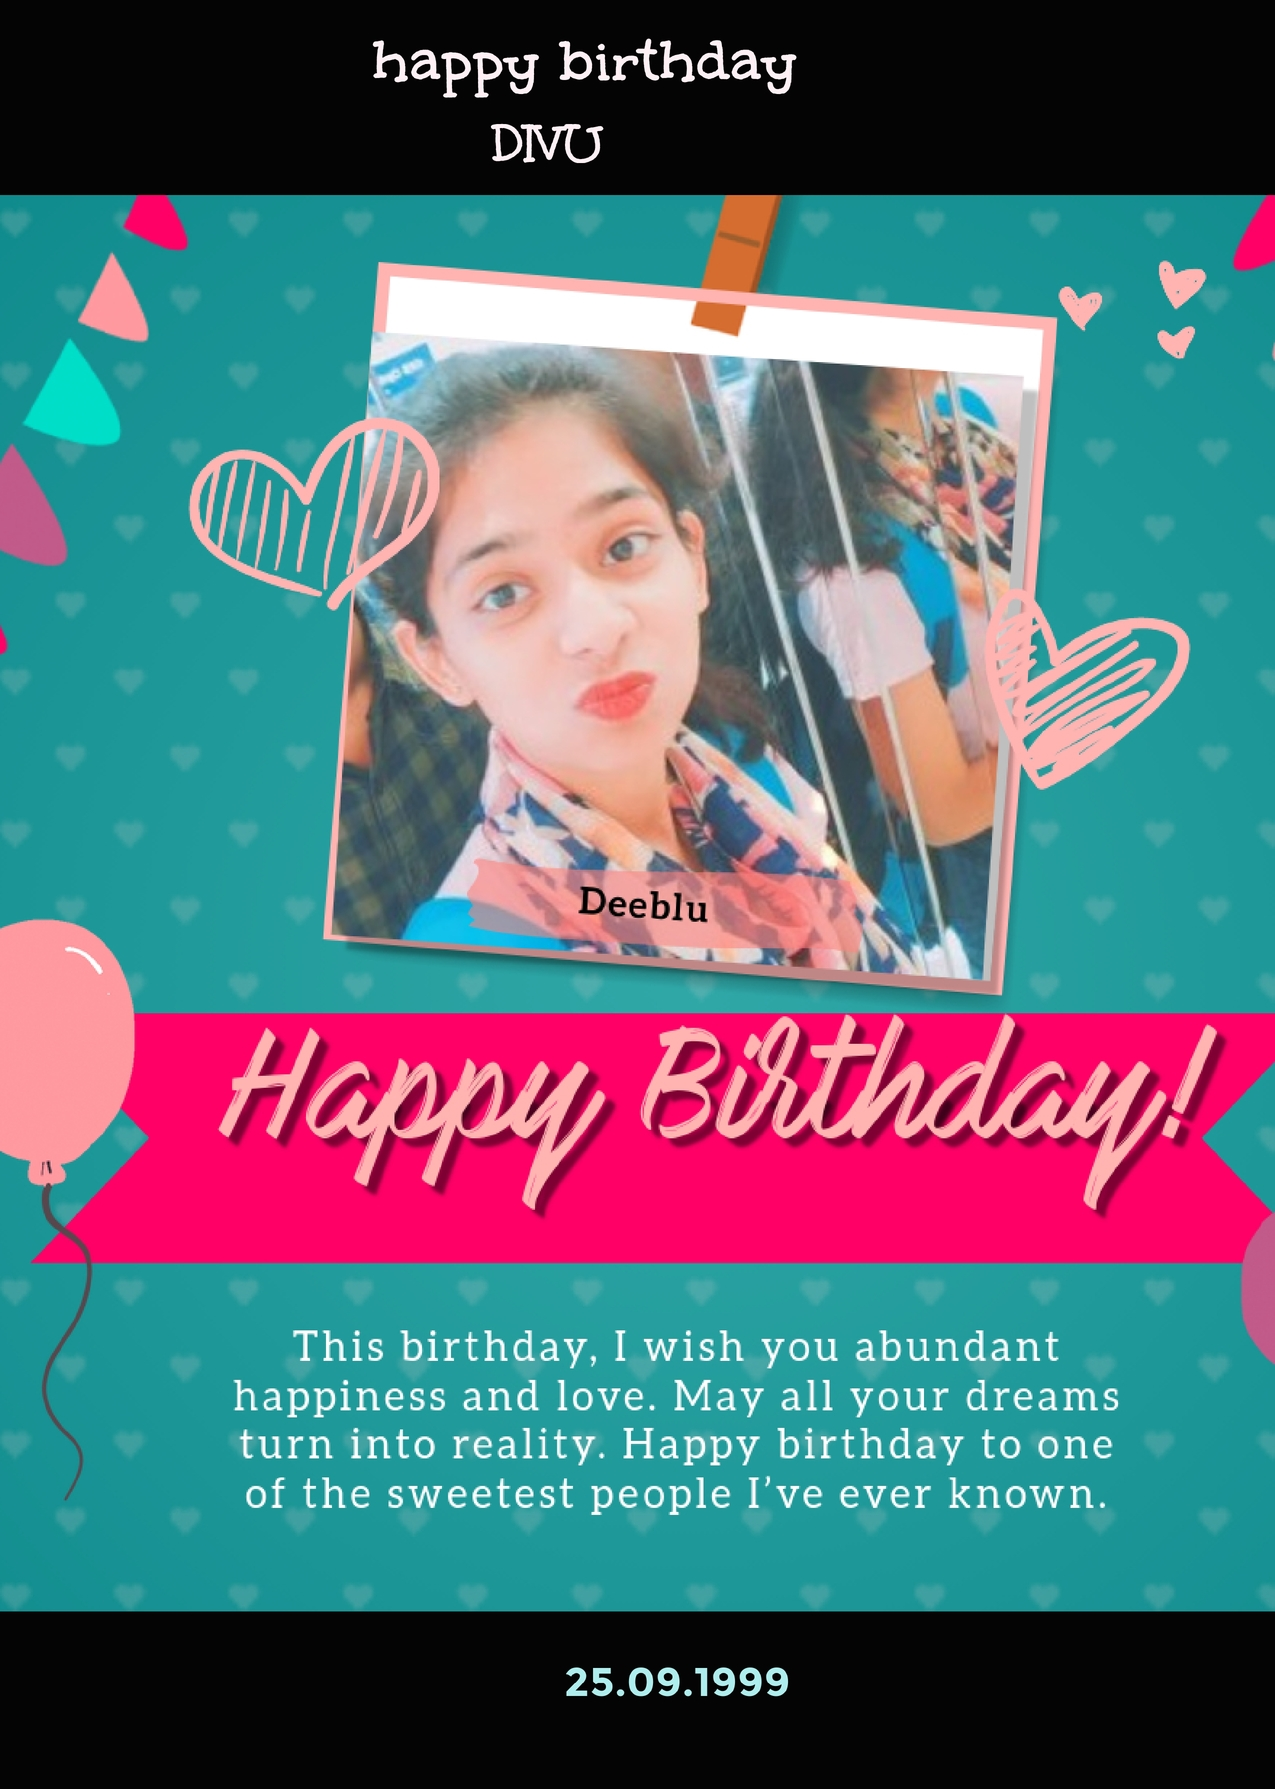 happy birthday
DIVU
Deeblu
Happy Birthday!
This birthday, I wish you abundant
happiness and love. May all your dreams
turn into reality. Happy birthday to one
of the sweetest people I’ve ever known.
25.09.1999